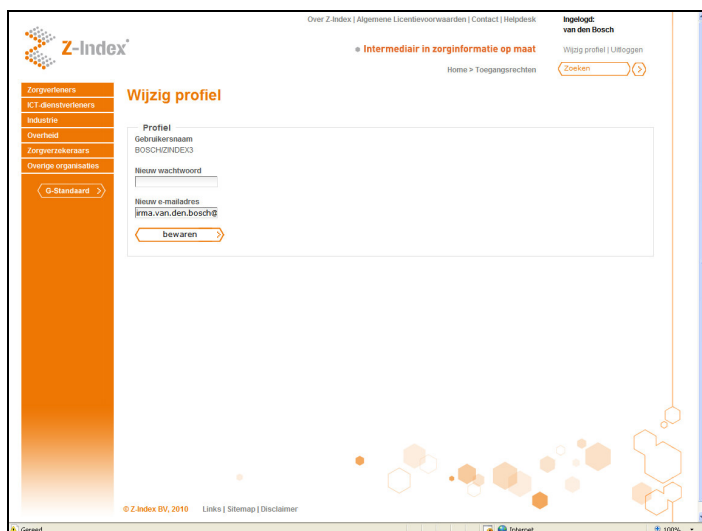 Over Z-Index | Algemene Licentievoorwaarden | Contact | Helpdesk
Ingelogd:
van den Bosch
Z-Index
Intermediair in zorginformatie op maat
Wijzig profiel | Uitloggen
Home > Toegangsrechten
Zoeken
Zorgverleners
ICT-dienstverleners
Industrie
Overheid
Zorgverzekeraars
Overige organisaties
G-Standaard
Wijzig profiel
Profiel
Gebruikersnaam
BOSCH/ZINDEX3
Nieuw wachtwoord
Nieuw e-mailadres
irma.van.den.bosch@
bewaren
© Z-Index BV, 2010 Links | Sitemap | Disclaimer
Gereed Internet 100%